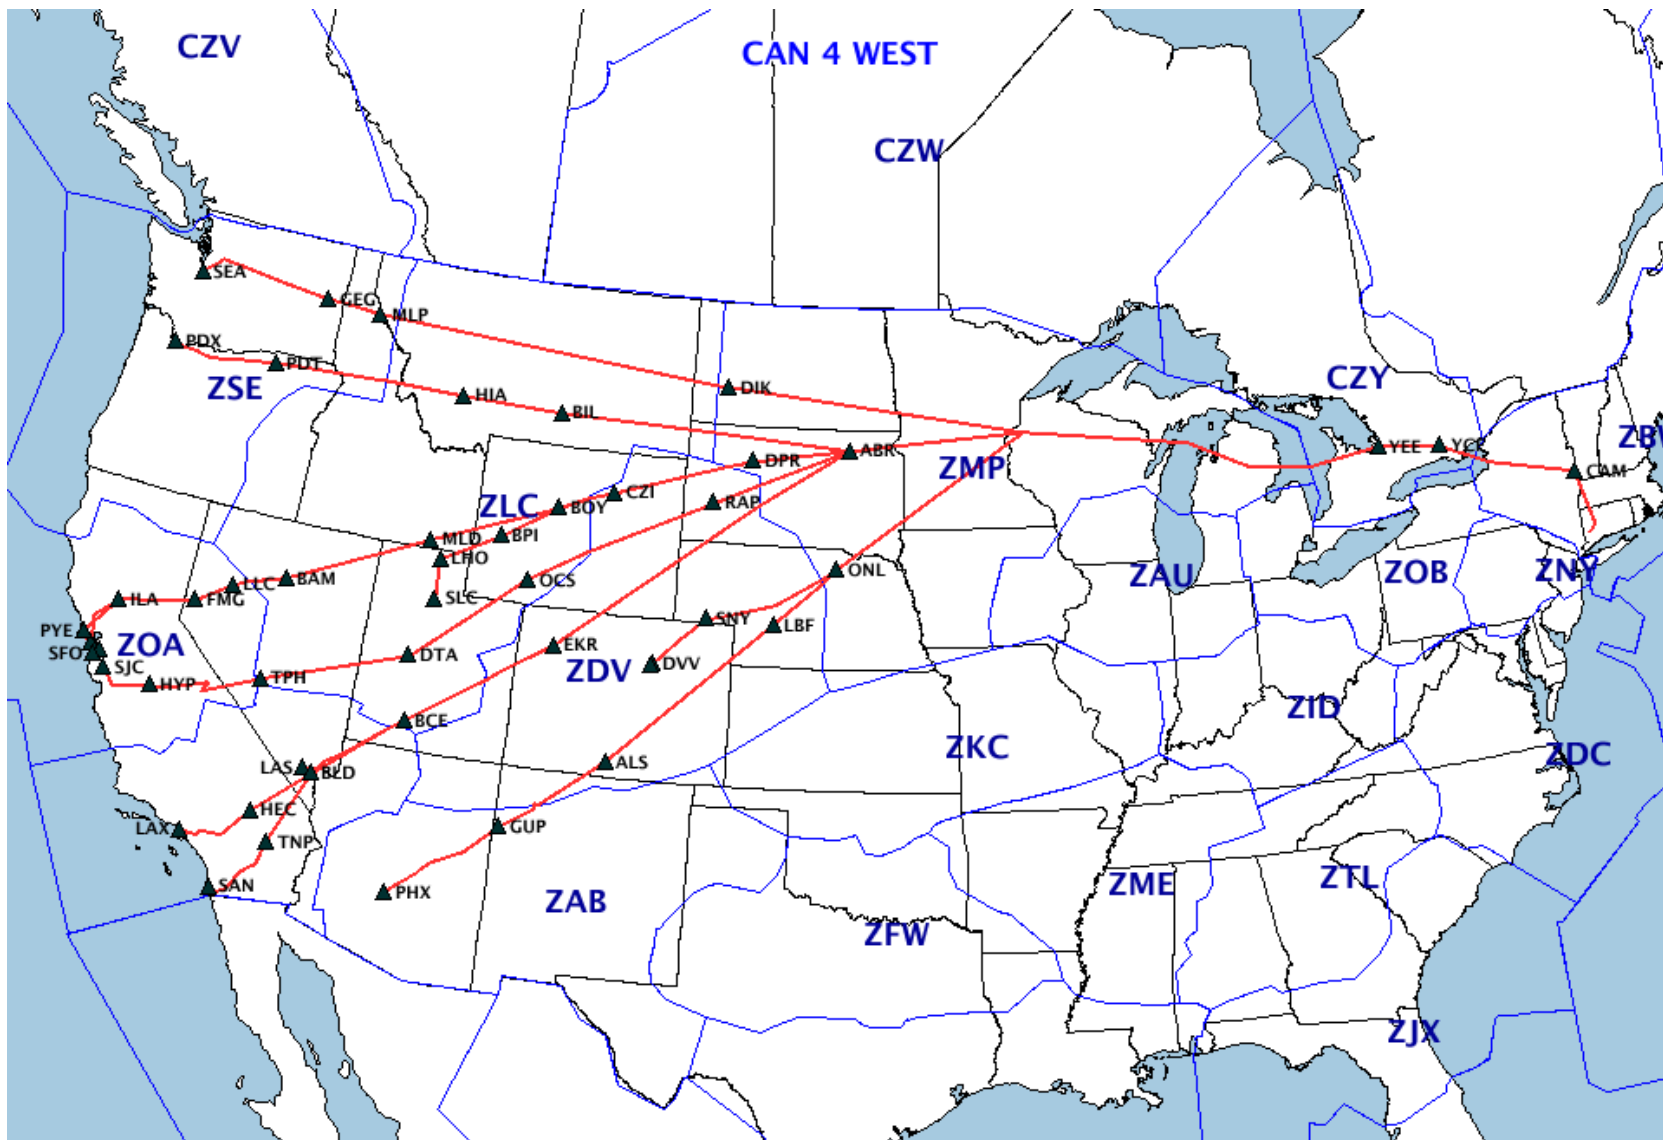 CZV
CAN 4 WEST
CZW
SEA
GEG
MLP
PDX
PDT
ZSE
HIA
BIL
DIK
CZY
ABR
YEE
ZMP
DPR
CAM
ZLC
CZI
BOY
RAP
MLD
BPI
LHO
OCS
ONL
ZAU
ZOB
ZNY
BAM
LLC
FMG
ILA
SLC
PYE
ZOA
SFO
SJC
SNY
LBF
EKR
ZDV
DVV
DTA
HYP
TPH
BCE
ZID
ZKC
ZDC
LAS
BLD
ALS
HEC
LAX
TNP
GUP
SAN
PHX
ZAB
ZME
ZTL
ZFW
ZJX